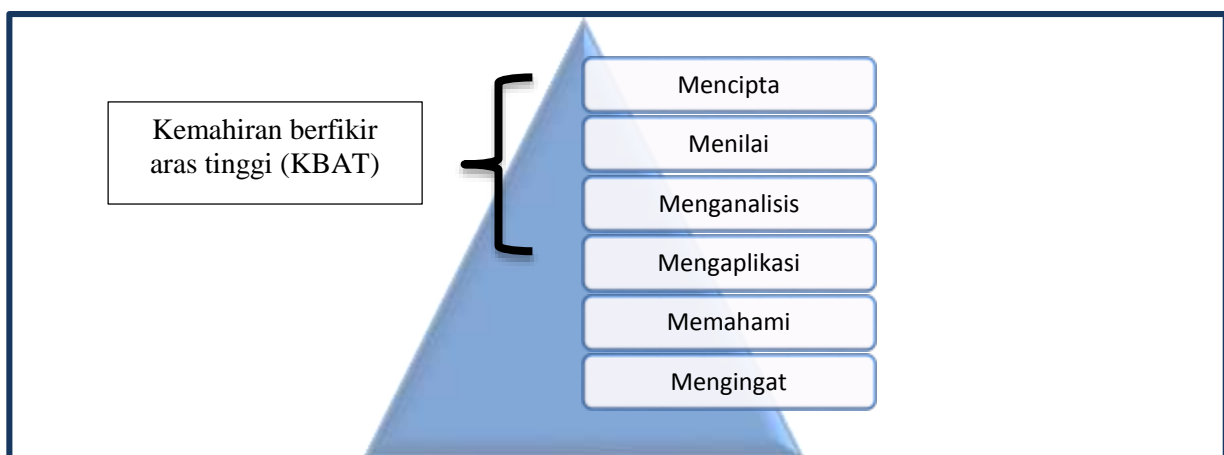 Kemahiran berfikir
aras tinggi (KBAT)
Mencipta
Menilai
Menganalisis
Mengaplikasi
Memahami
Mengingat